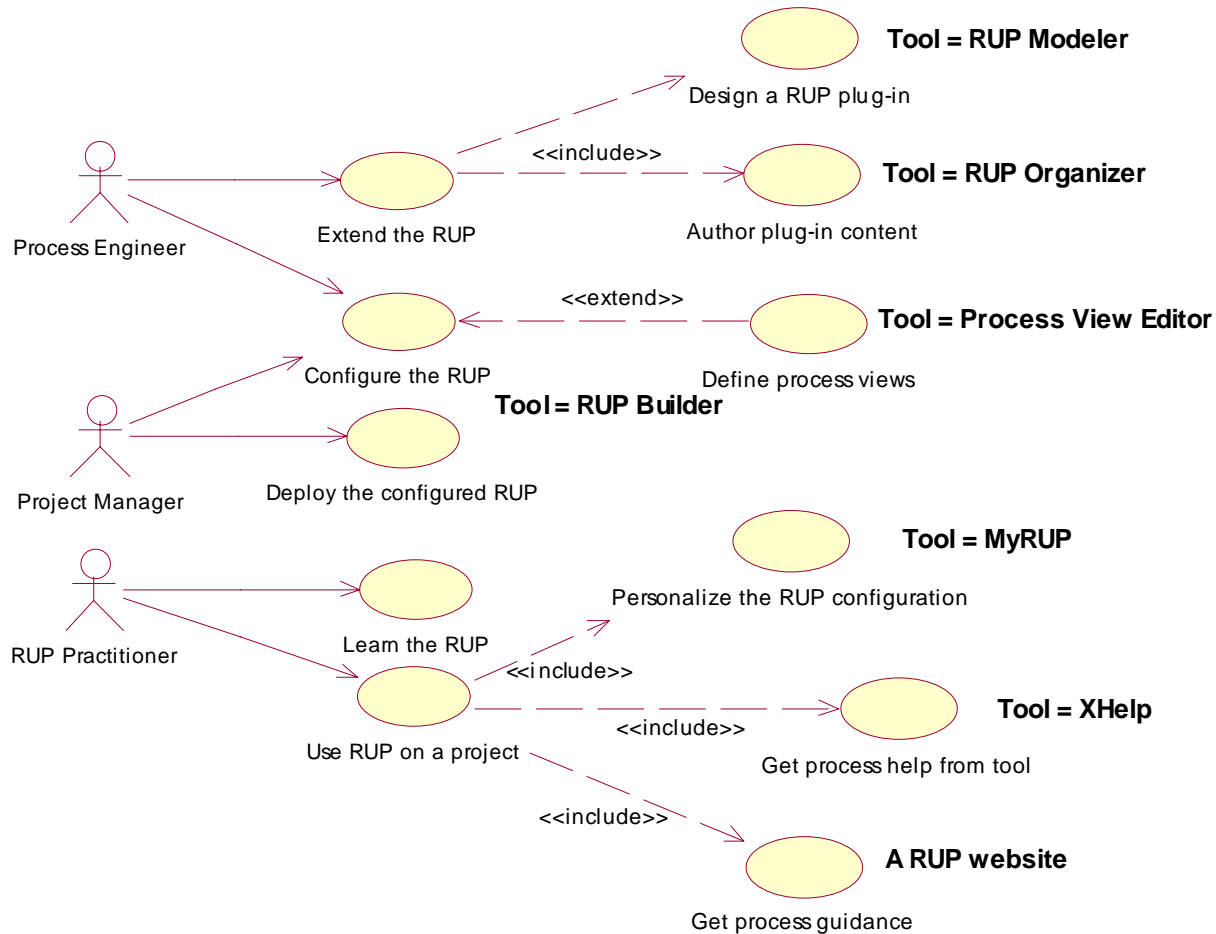 Tool = RUP Modeler
Design a RUP plug-in
<<include>>
Tool = RUP Organizer
Process Engineer
Extend the RUP
Author plug-in content
<<extend>>
Tool = Process View Editor
Configure the RUP
Define process views
Tool = RUP Builder
Project Manager
Deploy the configured RUP
Tool = MyRUP
Personalize the RUP configuration
RUP Practitioner
Learn the RUP
<<include>>
Tool = XHelp
<<include>>
Use RUP on a project
Get process help from tool
<<include>>
A RUP website
Get process guidance